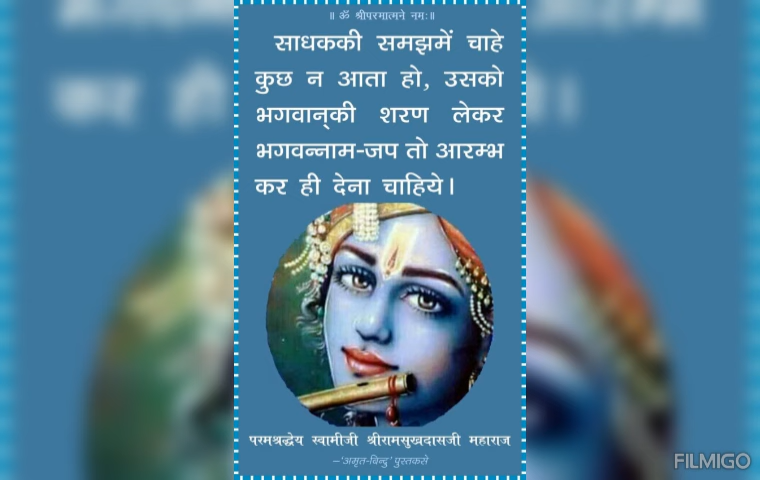 ॥ ॐ श्रीपरमात्मने नमः॥
साधककी समझमें चाहे
कुछ न आता हो, उसको
भगवान्‌की शरण लेकर
भगवन्नाम-जप तो आरम्भ
कर ही देना चाहिये।
परमश्रद्धेय स्वामीजी श्रीरामसुखदासजी महाराज
–'अमृत-बिन्दु' पुस्तकसे
FILMIGO